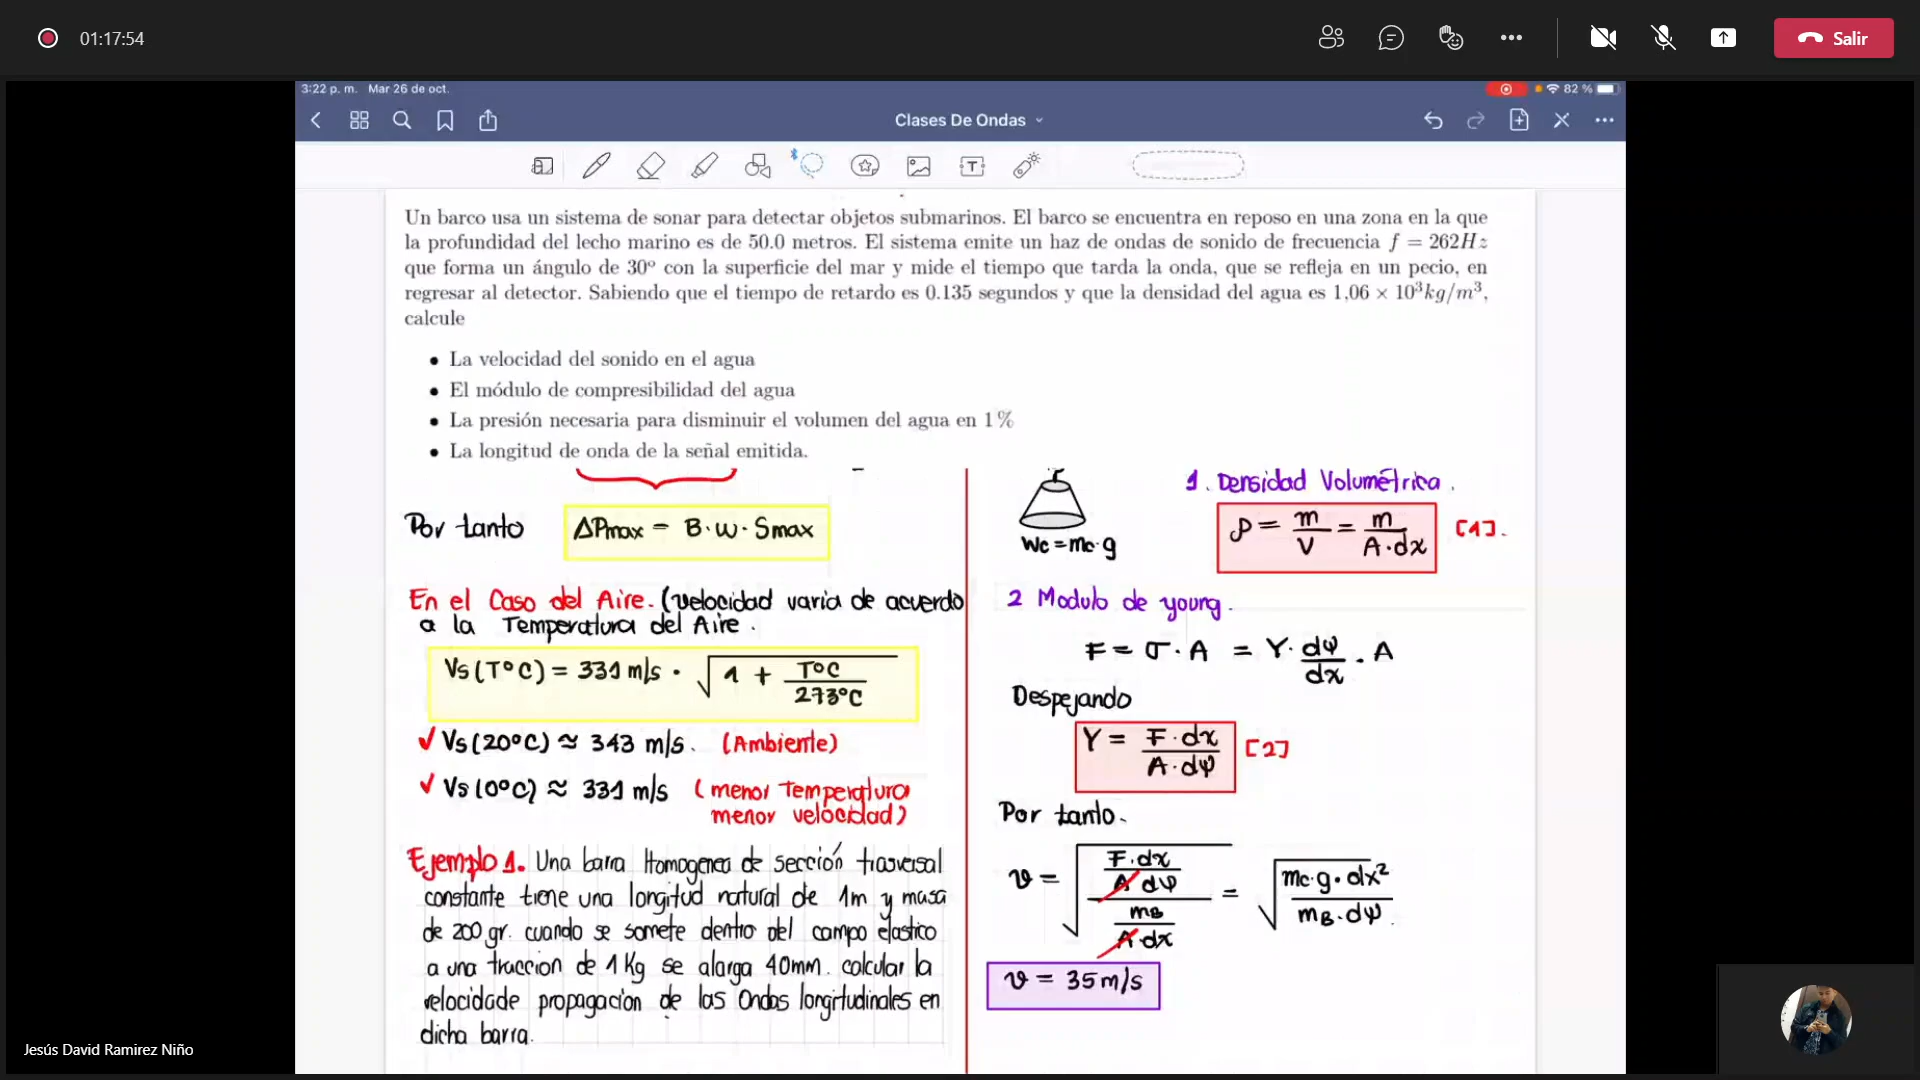 01:17:54
Salir
3:22 p. m. Mar 26 de oct.
82 %
Clases De Ondas
Un barco usa un sistema de sonar para detectar objetos submarinos. El barco se encuentra en reposo en una zona en la que
la profundidad del lecho marino es de 50.0 metros. El sistema emite un haz de ondas de sonido de frecuencia f = 262Hz
que forma un ángulo de 30º con la superficie del mar y mide el tiempo que tarda la onda, que se refleja en un pecio, en
regresar al detector. Sabiendo que el tiempo de retardo es 0.135 segundos y que la densidad del agua es 1,06 × 10³kg/m³,
calcule
• La velocidad del sonido en el agua
• El módulo de compresibilidad del agua
• La presión necesaria para disminuir el volumen del agua en 1 %
• La longitud de onda de la señal emitida.
Por tanto ΔPmax = B·w·Smax
En el Caso del Aire. (velocidad varia de acuerdo
a la Temperatura del Aire.
Vs(T°C) = 331 m/s · √(1 + T°C/273°C)
✓ Vs(20°C) ≈ 343 m/s. (Ambiente)
✓ Vs(0°C) ≈ 331 m/s (menor Temperatura
menor velocidad)
Ejemplo 1. Una barra Homogenea de sección trasversal
constante tiene una longitud natural de 1m y masa
de 200 gr. cuando se somete dentro del campo elastico
a una traccion de 1 Kg se alarga 40mm. calcular la
velocidade propagacion de las Ondas longitudinales en
dicha barra.
Wc = mc·g
1. Densidad Volumétrica.
ρ = m/V = m/A·dx [1].
2 Modulo de young.
F = σ·A = Y·dψ/dx·A
Despejando
Y = F·dx/A·dψ [2]
Por tanto.
v = √((F·dx/A dψ)/(mB/A·dx)) = √(mc·g·dx²/mB·dψ)
v = 35 m/s
Jesús David Ramirez Niño